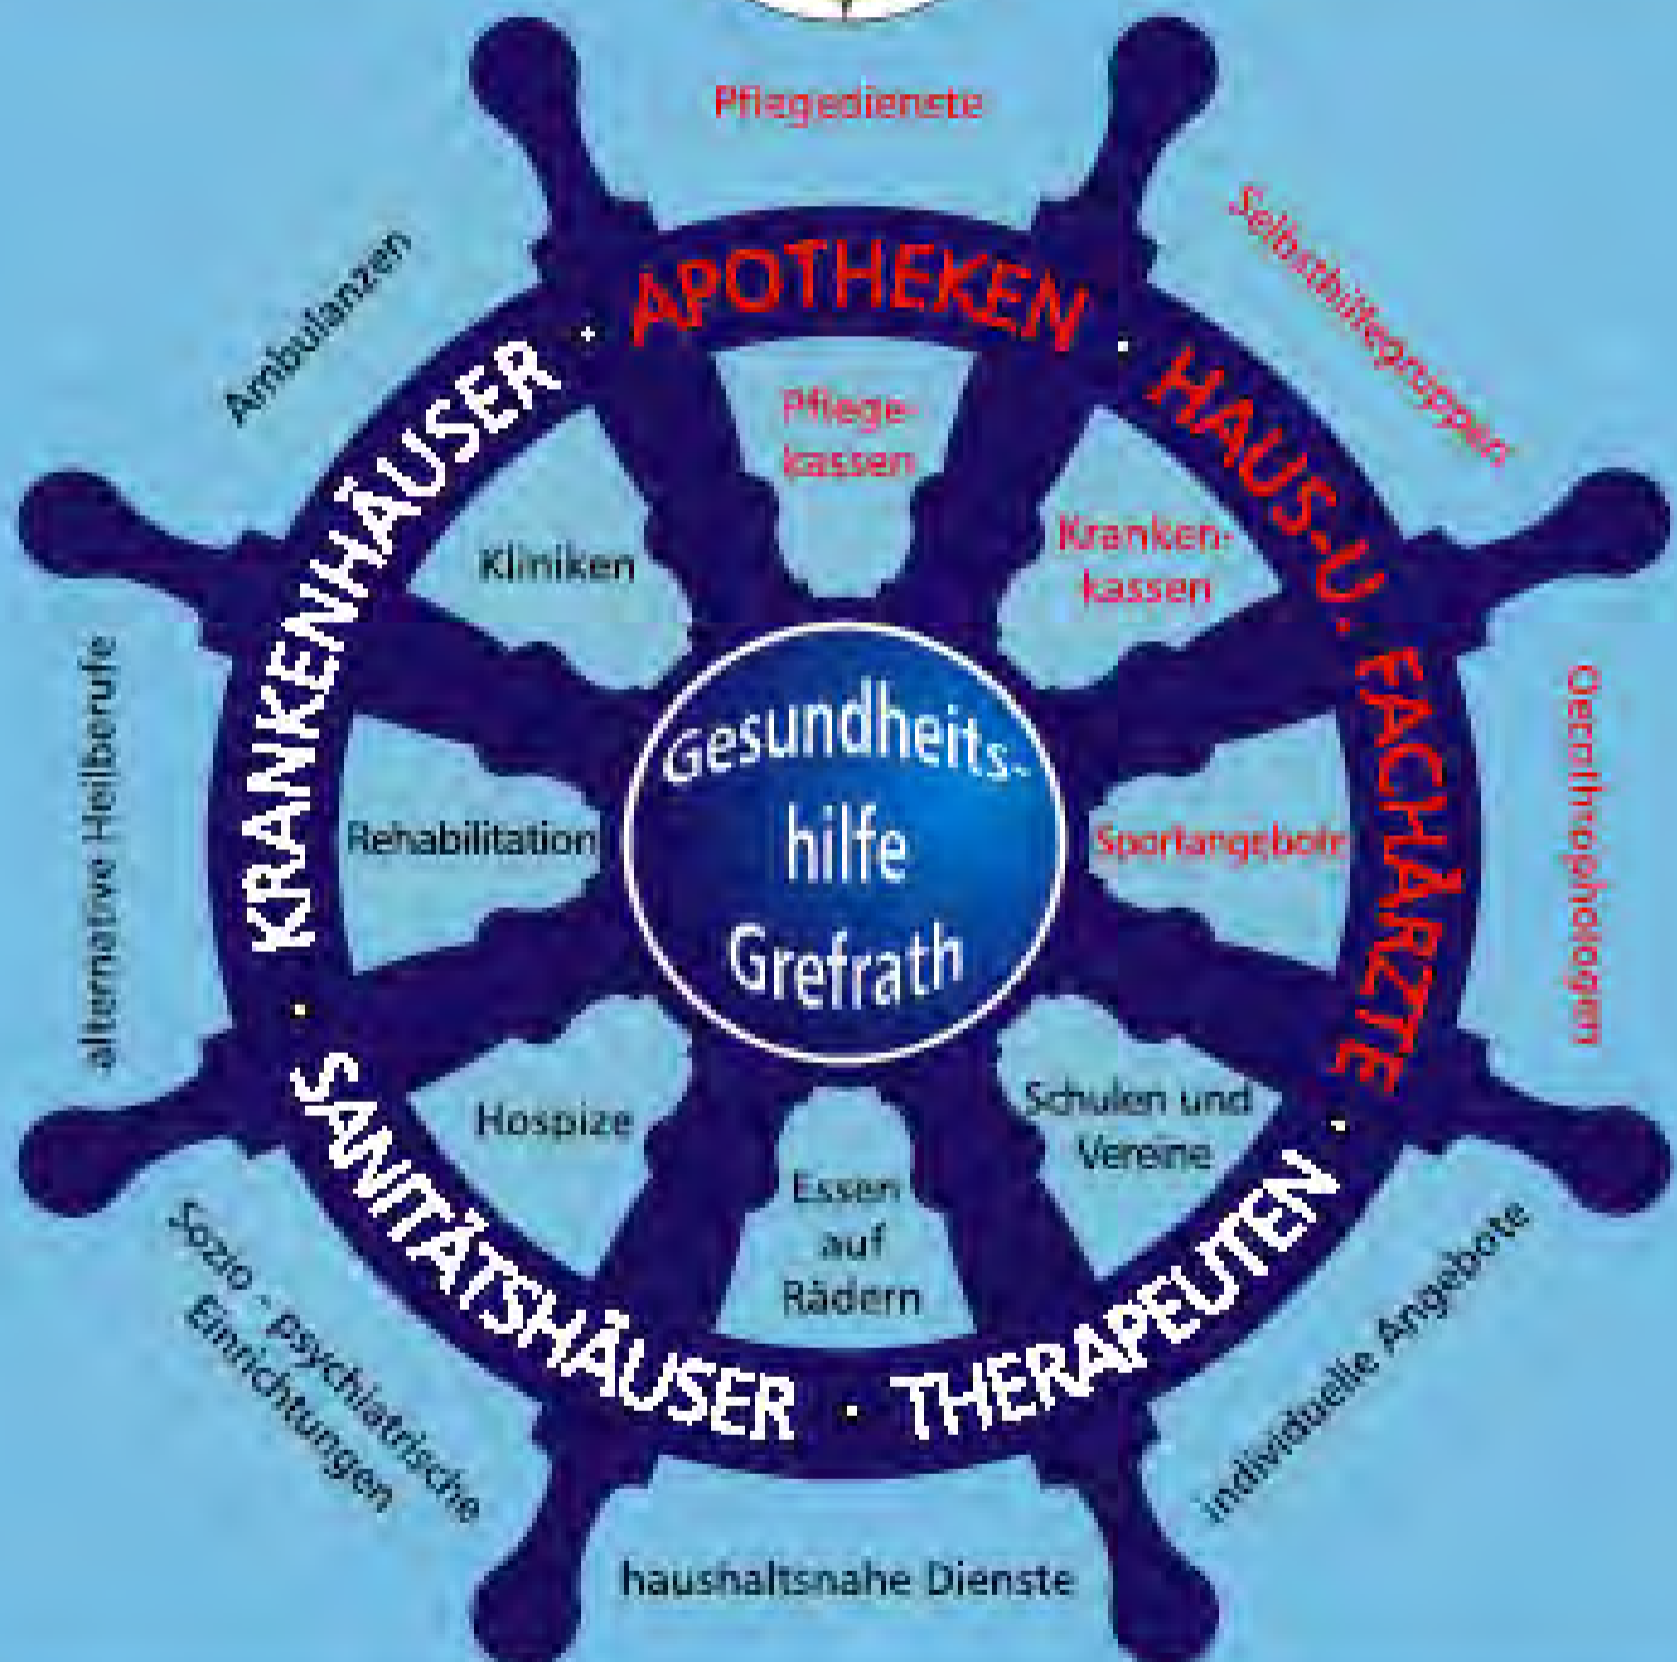 Pflegedienste
Selbsthilfegruppen
Oecotrophologen
individuelle Angebote
haushaltsnahe Dienste
Sozio - psychiatrische
Einrichtungen
alternative Heilberufe
Ambulanzen
APOTHEKEN · HAUS-U. FACHÄRZTE · THERAPEUTEN · SANITÄTSHÄUSER · KRANKENHÄUSER ·
Pflege-
kassen
Kranken-
kassen
Sportangebote
Schulen und
Vereine
Essen
auf
Rädern
Hospize
Rehabilitation
Kliniken
Gesundheits-
hilfe
Grefrath